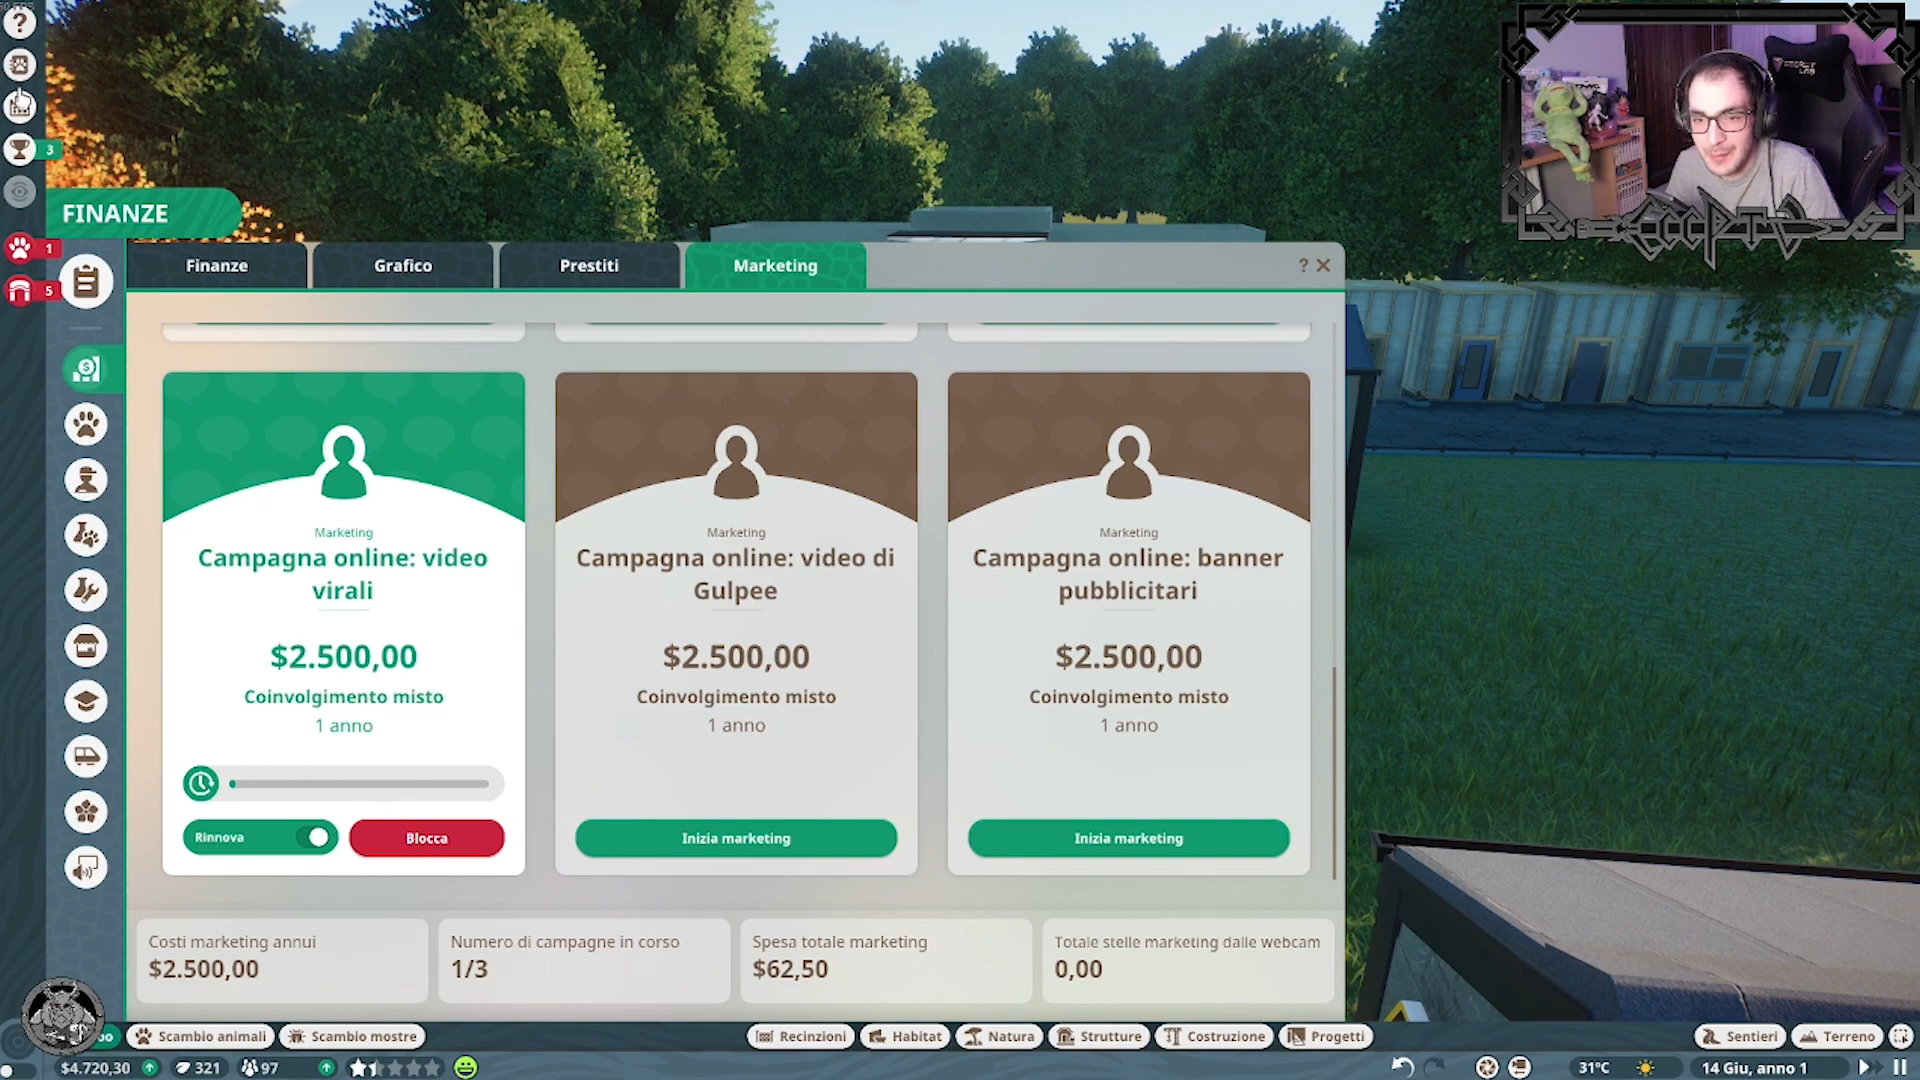 ?
3
FINANZE
1
5
Finanze
Grafico
Prestiti
Marketing
?
Marketing
Campagna online: video
virali
$2.500,00
Coinvolgimento misto
1 anno
Rinnova
Blocca
Marketing
Campagna online: video di
Gulpee
$2.500,00
Coinvolgimento misto
1 anno
Inizia marketing
Marketing
Campagna online: banner
pubblicitari
$2.500,00
Coinvolgimento misto
1 anno
Inizia marketing
Costi marketing annui
$2.500,00
Numero di campagne in corso
1/3
Spesa totale marketing
$62,50
Totale stelle marketing dalle webcam
0,00
Scambio animali
Scambio mostre
Recinzioni
Habitat
Natura
Strutture
Costruzione
Progetti
Sentieri
Terreno
$4.720,30
321
97
31°C
14 Giu, anno 1